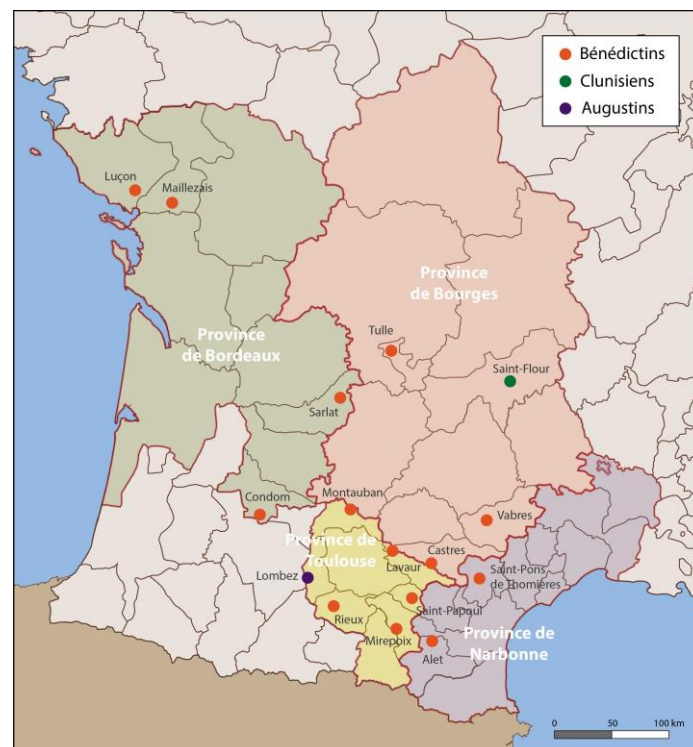 Bénédictins
Clunisiens
Augustins
Luçon
Maillezais
Province
de Bourges
Tulle
Province
de Bordeaux
Saint-Flour
Sarlat
Montauban
Condom
Vabres
Province de
Toulouse
Castres
Lavaur
Lombez
Saint-Pons
de Thomières
Saint-Papoul
Rieux
Province de
Narbonne
Mirepoix
Alet
0 50 100 km